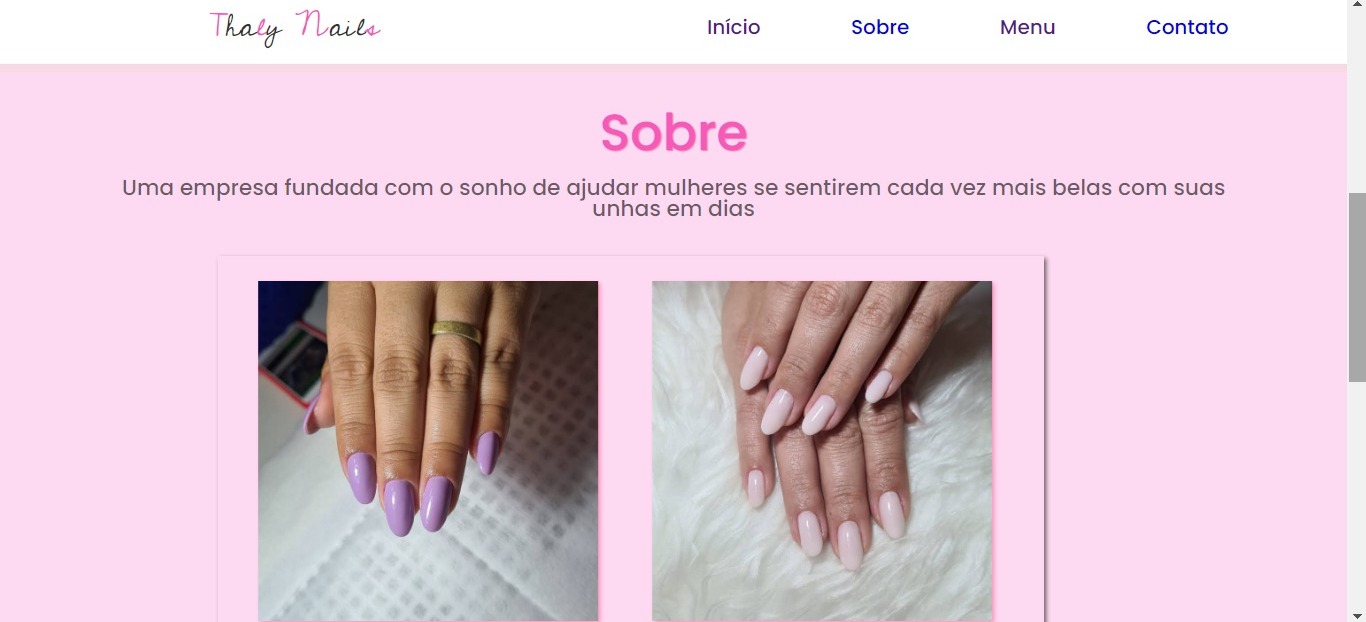 Thaly Nails
Início
Sobre
Menu
Contato
Sobre
Uma empresa fundada com o sonho de ajudar mulheres se sentirem cada vez mais belas com suas
unhas em dias